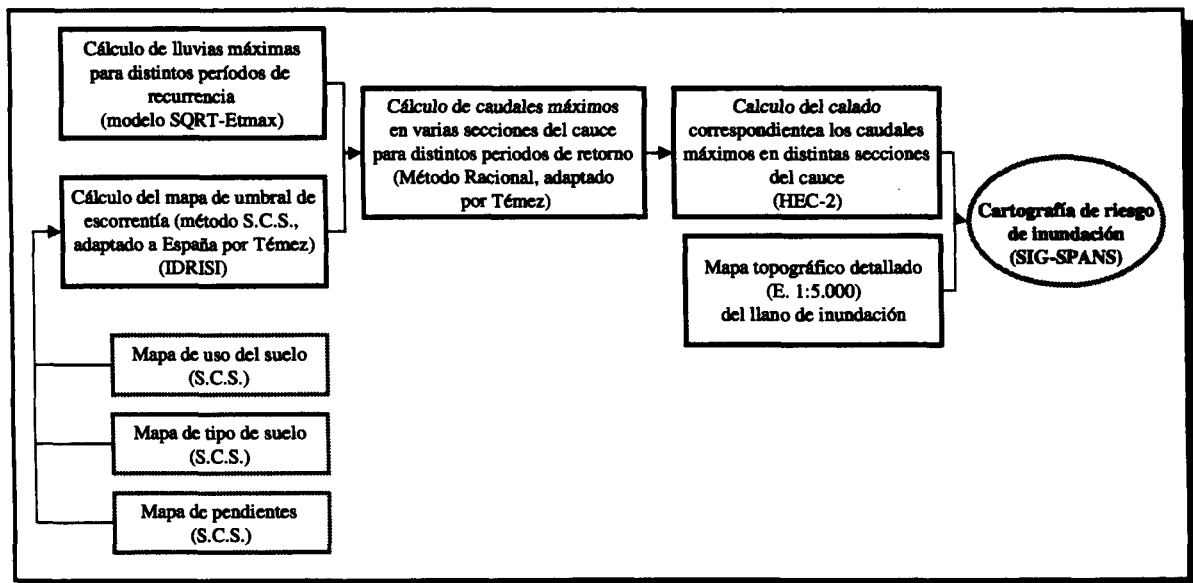 Cálculo de lluvias máximas
para distintos períodos de
recurrencia
(modelo SQRT-Etmax)
Cálculo del mapa de umbral de
escorrentía (método S.C.S.,
adaptado a España por Témez)
(IDRISI)
Mapa de uso del suelo
(S.C.S.)
Mapa de tipo de suelo
(S.C.S.)
Mapa de pendientes
(S.C.S.)
Cálculo de caudales máximos
en varias secciones del cauce
para distintos periodos de retorno
(Método Racional, adaptado
por Témez)
Calculo del calado
correspondientea los caudales
máximos en distintas secciones
del cauce
(HEC-2)
Mapa topográfico detallado
(E. 1:5.000)
del llano de inundación
Cartografía de riesgo
de inundación
(SIG-SPANS)